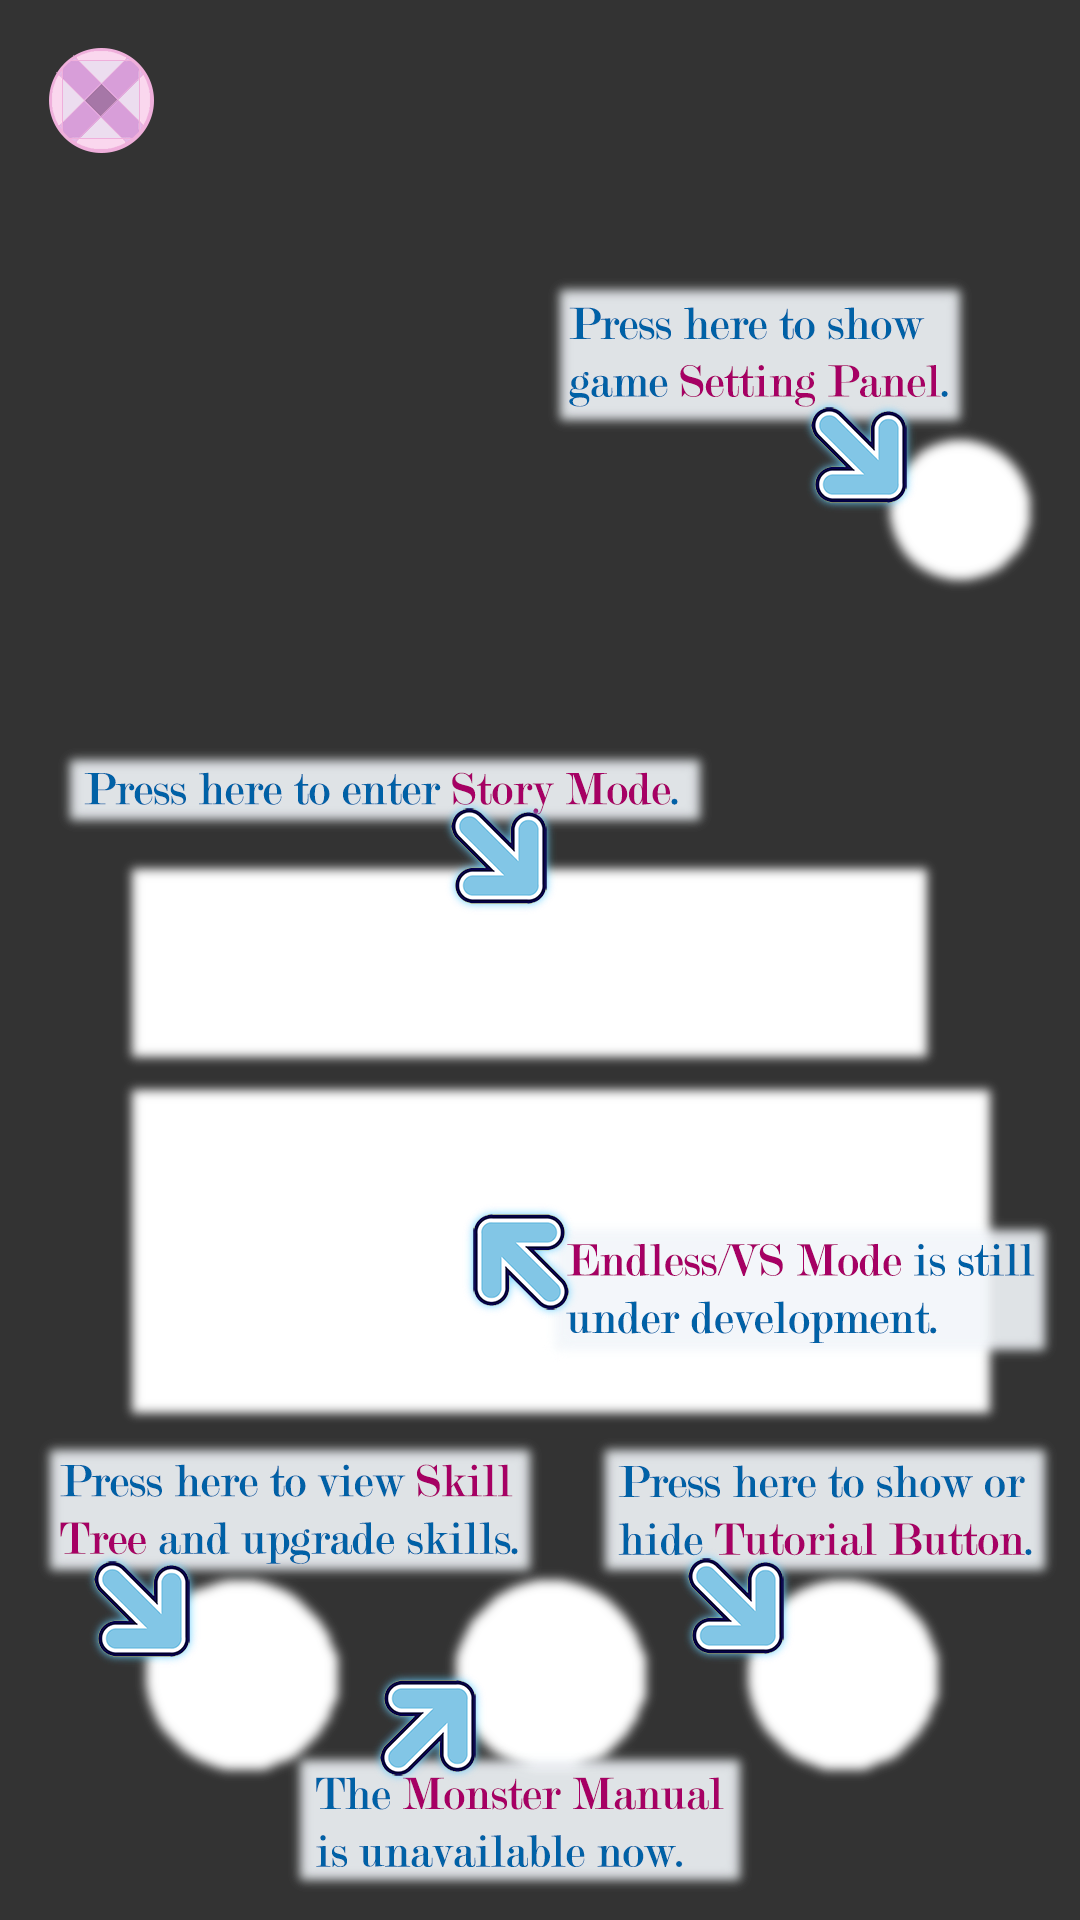 Press here to show
game Setting Panel.
Press here to enter Story Mode.
Endless/VS Mode is still
under development.
Press here to view Skill
Tree and upgrade skills.
Press here to show or
hide Tutorial Button.
The Monster Manual
is unavailable now.